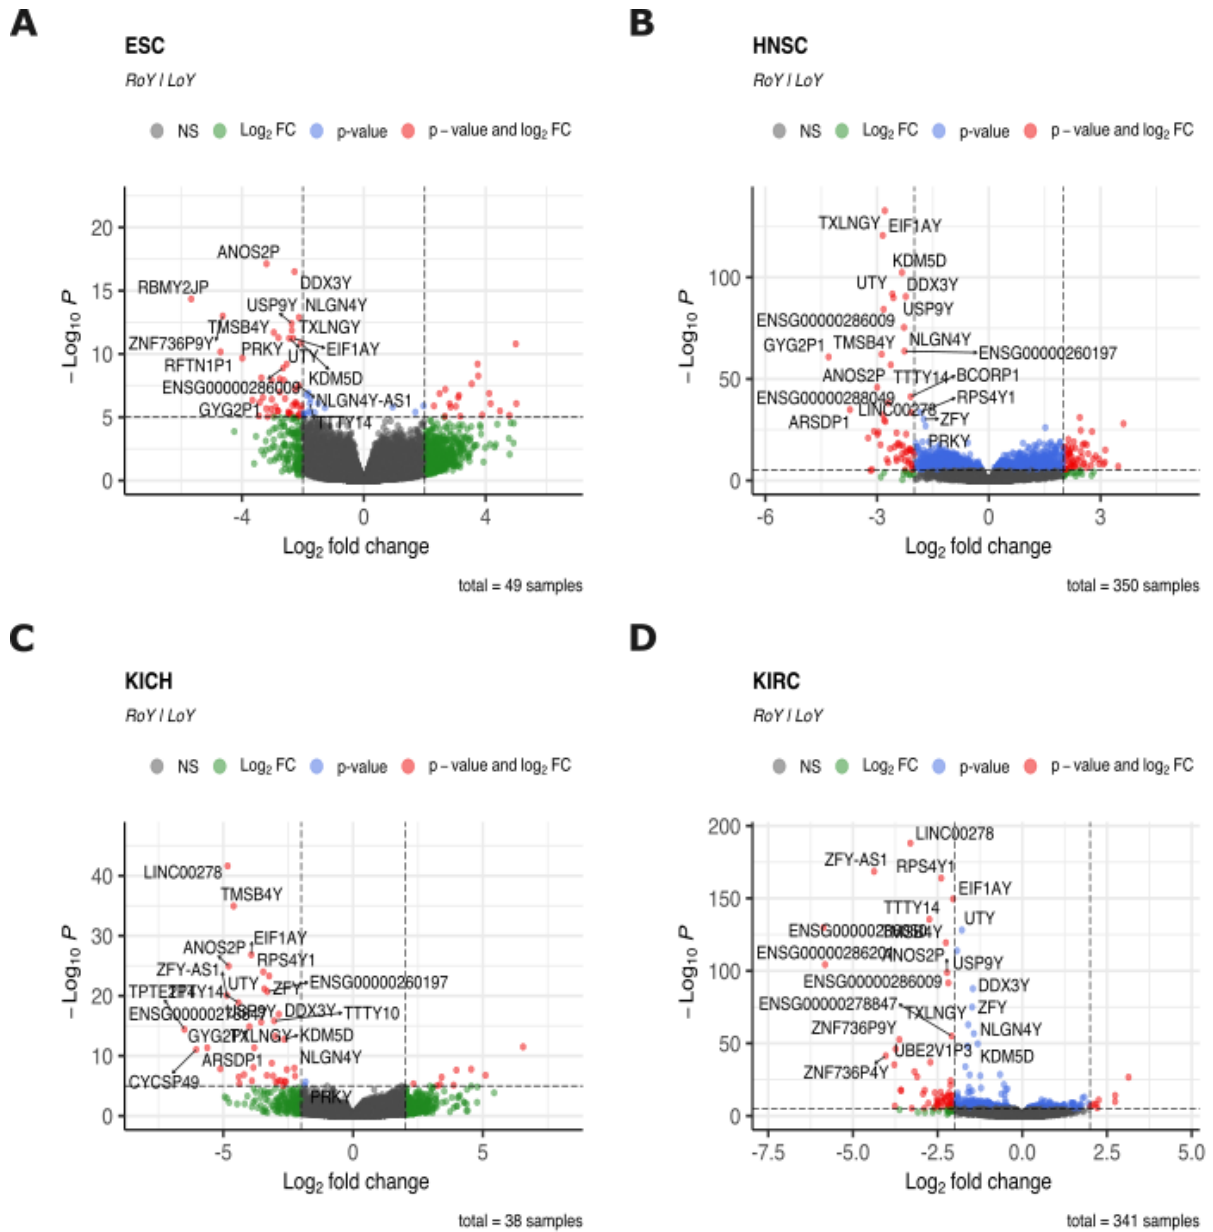 A
ESC
RoY | LoY
NS Log2 FC p-value p − value and log2 FC
− Log10 P
20
15
10
5
0
ANOS2P
DDX3Y
RBMY2JP
USP9Y
NLGN4Y
TMSB4Y
TXLNGY
ZNF736P9Y
PRKY
EIF1AY
UTY
RFTN1P1
KDM5D
ENSG00000286009
NLGN4Y-AS1
GYG2P1
TTTY14
-4 0 4
Log2 fold change
total = 49 samples
B
HNSC
RoY | LoY
NS Log2 FC p-value p − value and log2 FC
− Log10 P
100
50
0
TXLNGY
EIF1AY
KDM5D
UTY
DDX3Y
USP9Y
ENSG00000286009
NLGN4Y
TMSB4Y
GYG2P1
ENSG00000260197
ANOS2P
TTTY14
BCORP1
ENSG00000288049
RPS4Y1
LINC00278
ARSDP1
ZFY
PRKY
-6 -3 0 3
Log2 fold change
total = 350 samples
C
KICH
RoY | LoY
NS Log2 FC p-value p − value and log2 FC
− Log10 P
40
30
20
10
0
LINC00278
TMSB4Y
EIF1AY
ANOS2P
RPS4Y1
ZFY-AS1
UTY
ENSG00000260197
ZFY
TTTY14
USP9Y
DDX3Y
TTTY10
GYG2P1
TXLNGY
KDM5D
ARSDP1
NLGN4Y
CYCSP49
PRKY
-5 0 5
Log2 fold change
total = 38 samples
D
KIRC
RoY | LoY
NS Log2 FC p-value p − value and log2 FC
− Log10 P
200
150
100
50
0
LINC00278
ZFY-AS1
RPS4Y1
EIF1AY
TTTY14
UTY
TMSB4Y
ENSG00000286201
ANOS2P
USP9Y
ENSG00000286009
DDX3Y
ENSG00000278847
TXLNGY
ZFY
ZNF736P9Y
NLGN4Y
UBE2V1P3
KDM5D
ZNF736P4Y
-7.5 -5.0 -2.5 0.0 2.5 5.0
Log2 fold change
total = 341 samples